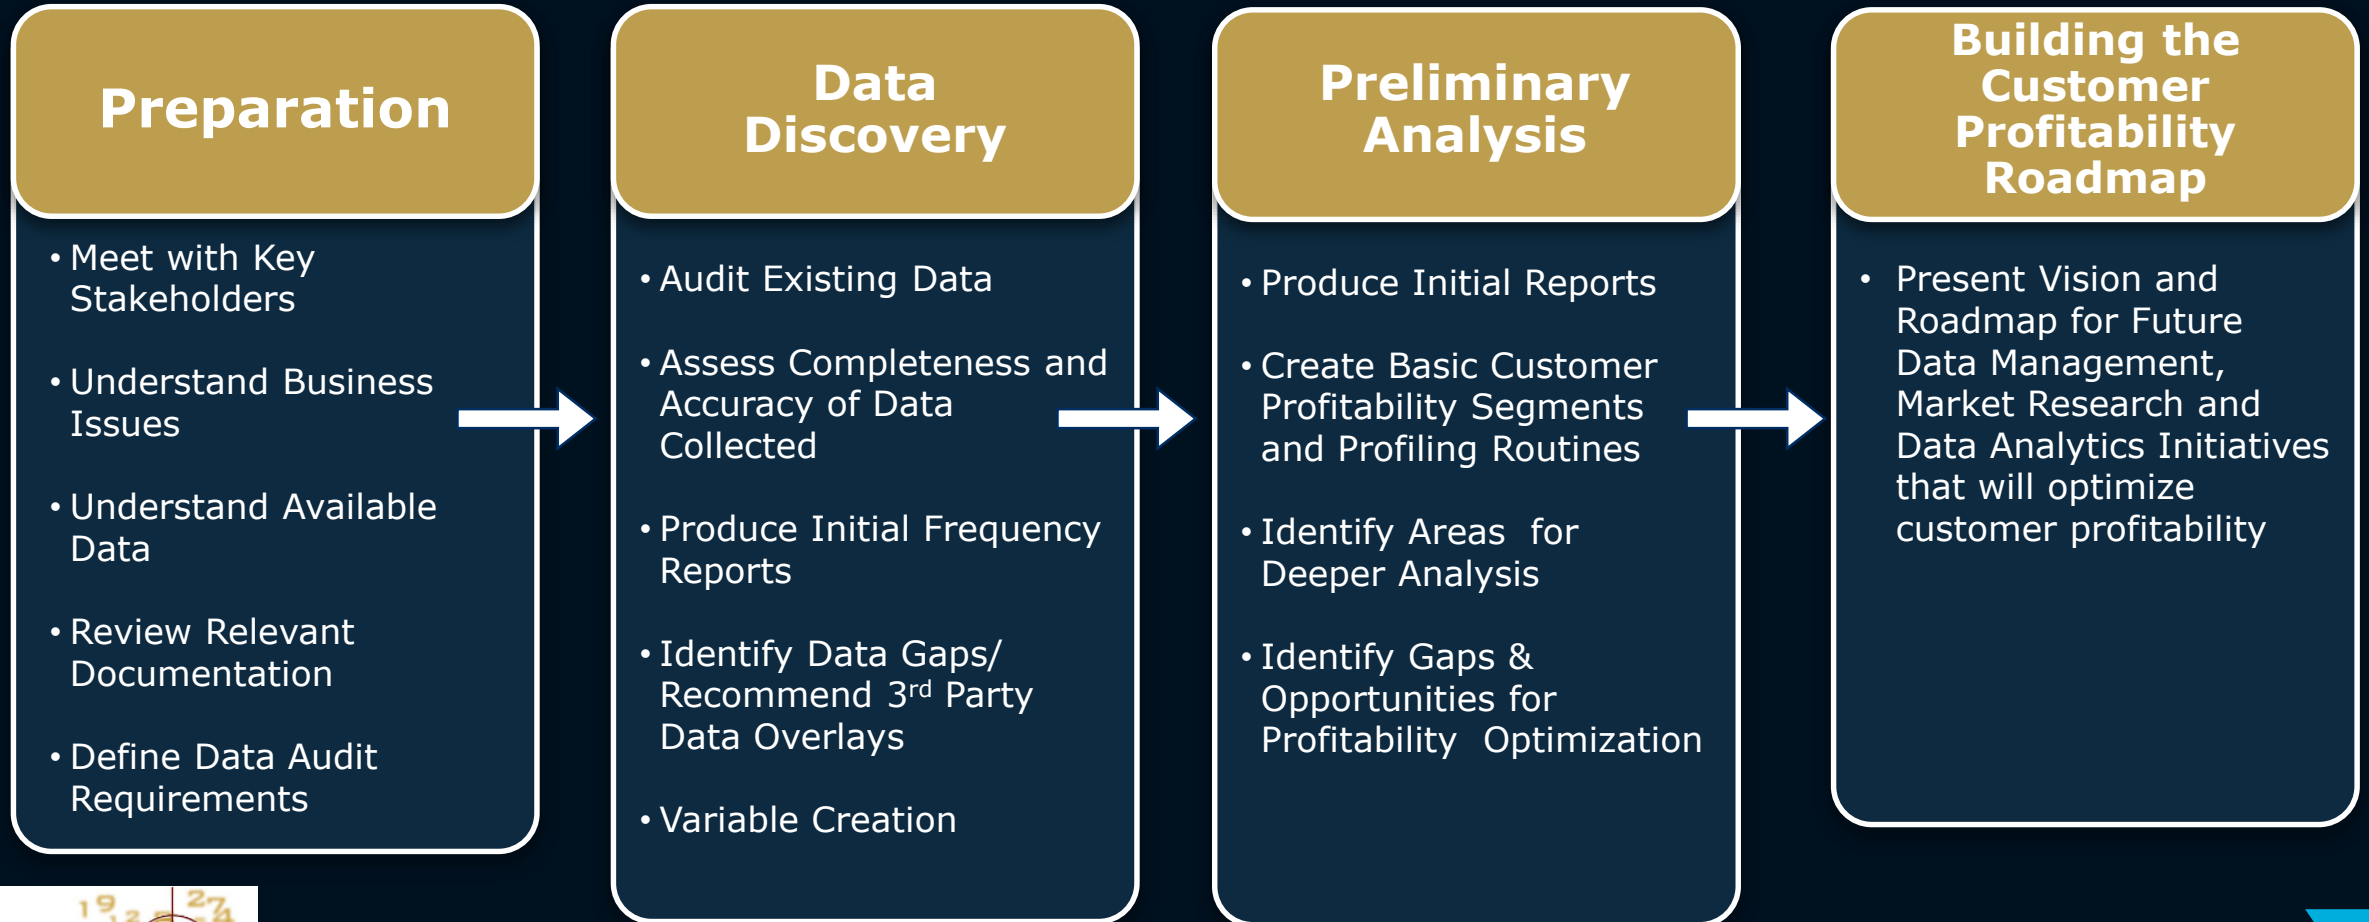 Preparation
• Meet with Key
Stakeholders
• Understand Business
Issues
• Understand Available
Data
• Review Relevant
Documentation
• Define Data Audit
Requirements
Data
Discovery
• Audit Existing Data
• Assess Completeness and
Accuracy of Data
Collected
• Produce Initial Frequency
Reports
• Identify Data Gaps/
Recommend 3rd Party
Data Overlays
• Variable Creation
Preliminary
Analysis
• Produce Initial Reports
• Create Basic Customer
Profitability Segments
and Profiling Routines
• Identify Areas  for
Deeper Analysis
• Identify Gaps &
Opportunities for
Profitability  Optimization
Building the
Customer
Profitability
Roadmap
• Present Vision and
Roadmap for Future
Data Management,
Market Research and
Data Analytics Initiatives
that will optimize
customer profitability
19
27